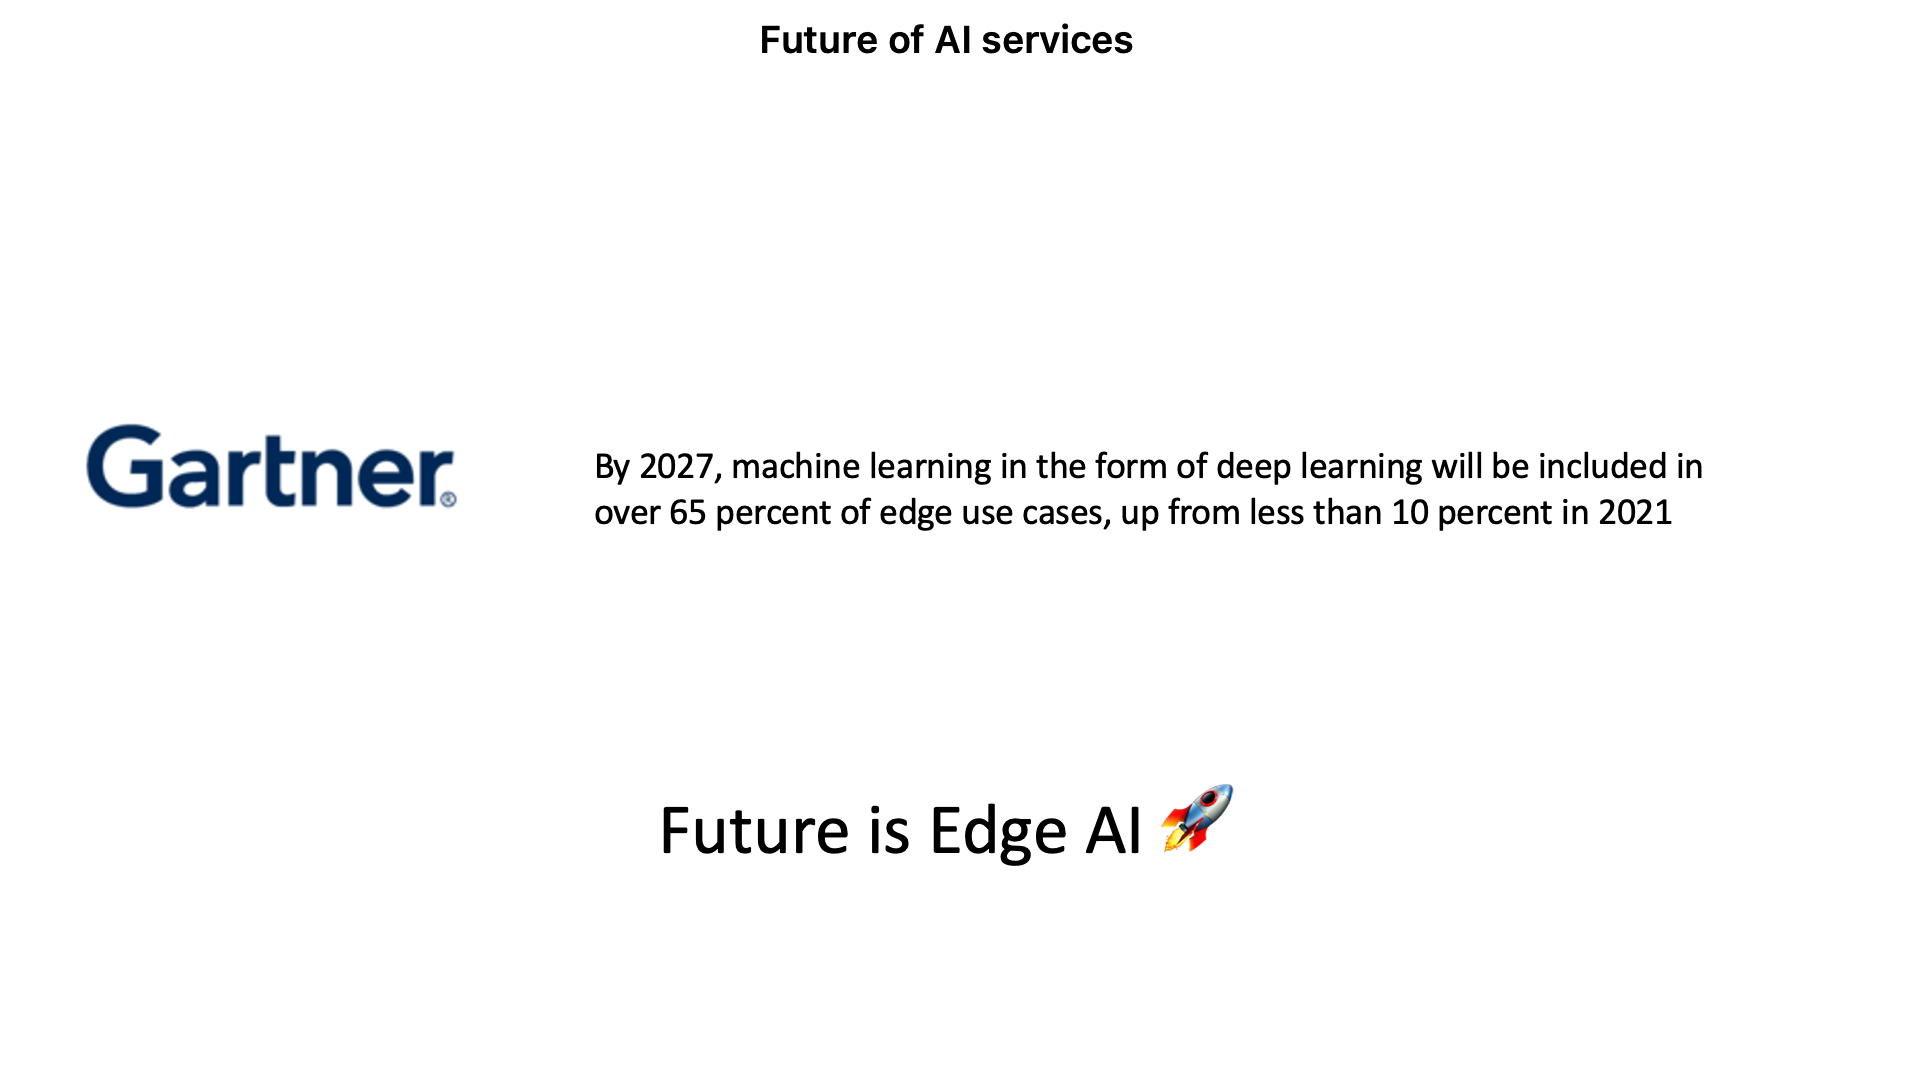 Future of AI services
Gartner®
By 2027, machine learning in the form of deep learning will be included in
over 65 percent of edge use cases, up from less than 10 percent in 2021
Future is Edge AI 🚀